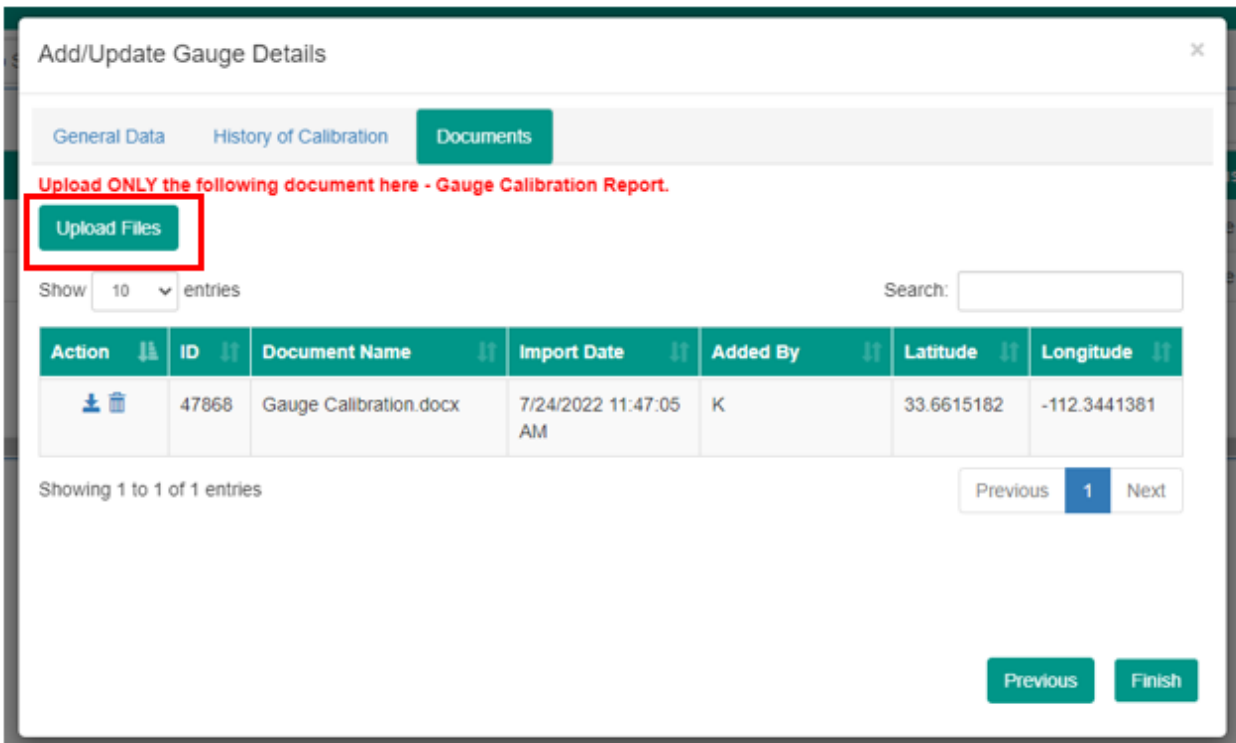 Add/Update Gauge Details ×
General Data History of Calibration Documents
Upload ONLY the following document here - Gauge Calibration Report.
Upload Files
Show 10 entries Search:
Action ID Document Name Import Date Added By Latitude Longitude
47868 Gauge Calibration.docx 7/24/2022 11:47:05 K 33.6615182 -112.3441381
AM
Showing 1 to 1 of 1 entries Previous 1 Next
Previous Finish